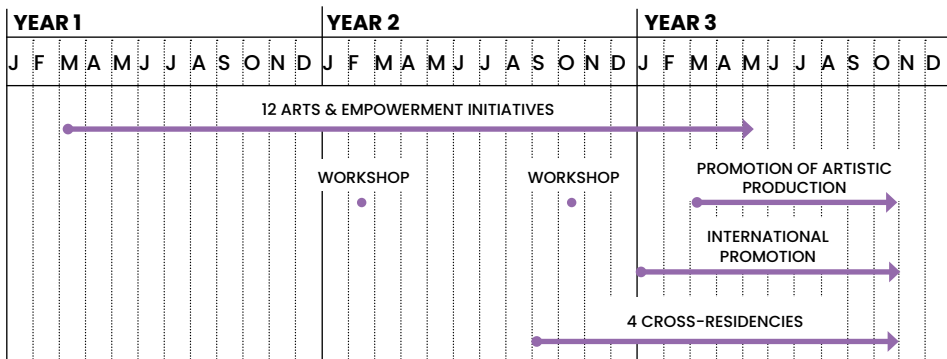 YEAR 1 YEAR 2 YEAR 3
J F M A M J J A S O N D J F M A M J J A S O N D J F M A M J J A S O N D
12 ARTS & EMPOWERMENT INITIATIVES
WORKSHOP WORKSHOP
PROMOTION OF ARTISTIC
PRODUCTION
INTERNATIONAL
PROMOTION
4 CROSS-RESIDENCIES